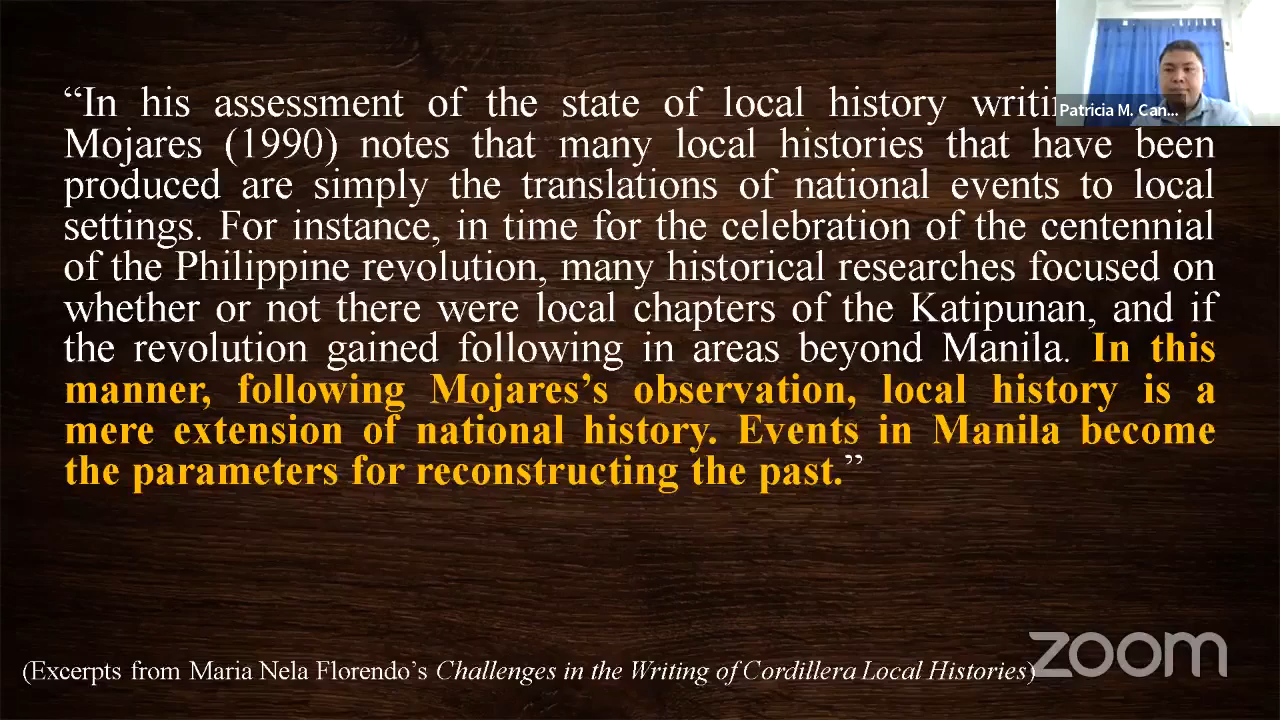 “In his assessment of the state of local history
Mojares (1990) notes that many local histories that have been
produced are simply the translations of national events to local
settings. For instance, in time for the celebration of the centennial
of the Philippine revolution, many historical researches focused on
whether or not there were local chapters of the Katipunan, and if
the revolution gained following in areas beyond Manila. In this
manner, following Mojares’s observation, local history is a
mere extension of national history. Events in Manila become
the parameters for reconstructing the past.”
Patricia M. Can...
(Excerpts from Maria Nela Florendo’s Challenges in the Writing of Cordillera Local Histories)
zoom